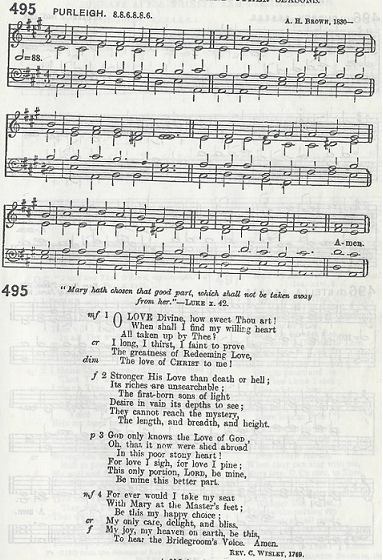 495 PURLEIGH. 8.8.6.8.8.6.
A. H. BROWN, 1830—
=88.
A-men.
495
"Mary hath chosen that good part, which shall not be taken away
from her."—LUKE x. 42.
mf 1 O LOVE Divine, how sweet Thou art!
When shall I find my willing heart
All taken up by Thee?
cr I long, I thirst, I faint to prove
The greatness of Redeeming Love,
dim The love of CHRIST to me!
f 2 Stronger His Love than death or hell;
Its riches are unsearchable;
The first-born sons of light
Desire in vain its depths to see;
They cannot reach the mystery,
The length, and breadth, and height.
p 3 GOD only knows the Love of GOD,
Oh, that it now were shed abroad
In this poor stony heart!
For love I sigh, for love I pine;
This only portion, LORD, be mine,
Be mine this better part.
mf 4 For ever would I take my seat
With Mary at the Master's feet;
Be this my happy choice;
cr My only care, delight, and bliss,
f My joy, my heaven on earth, be this,
To hear the Bridegroom's Voice. Amen.
REV. C. WESLEY, 1749.